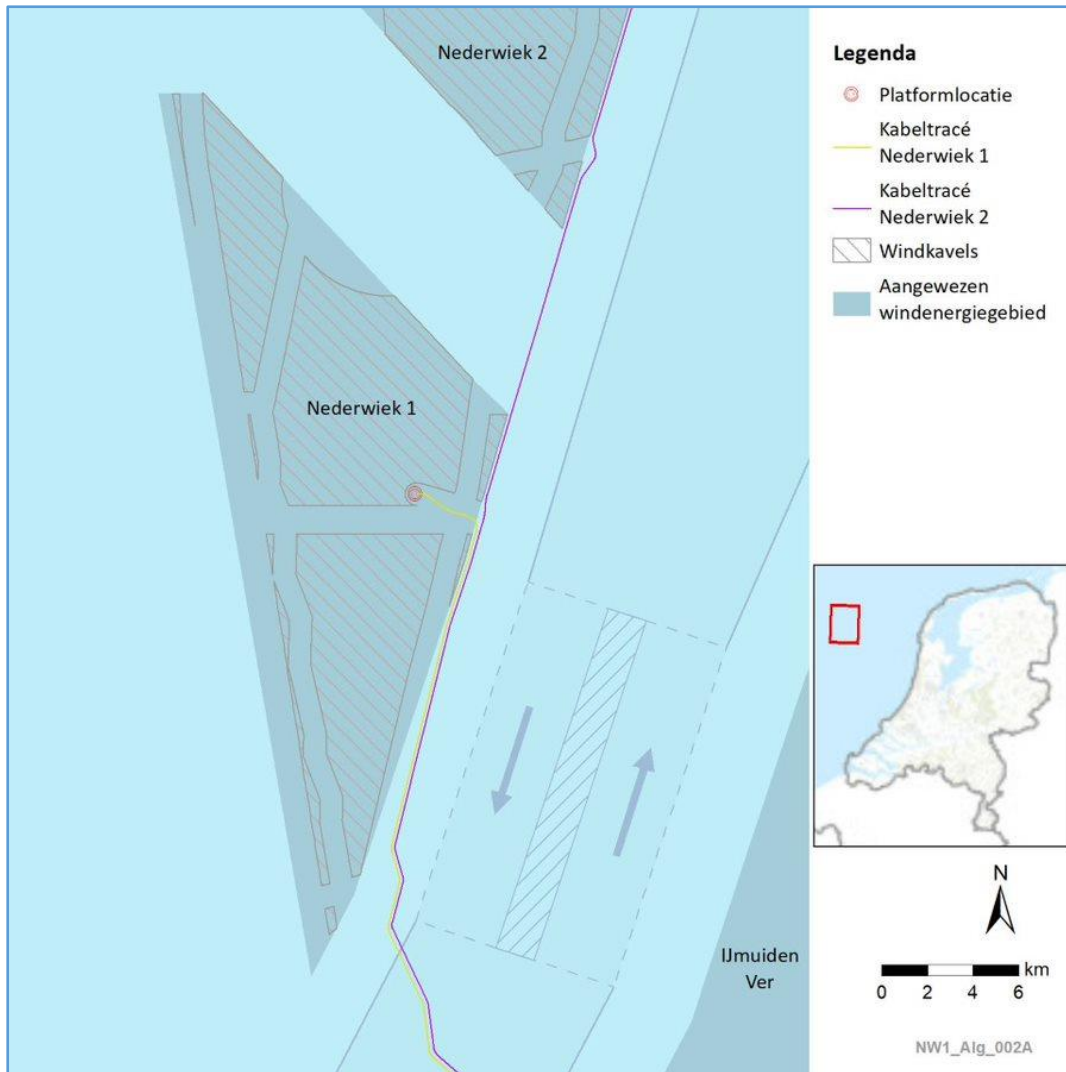 Nederwiek 2
Nederwiek 1
IJmuiden
Ver
Legenda
Platformlocatie
Kabeltracé
Nederwiek 1
Kabeltracé
Nederwiek 2
Windkavels
Aangewezen
windenergiegebied
N
km
0 2 4 6
NW1_Alg_002A